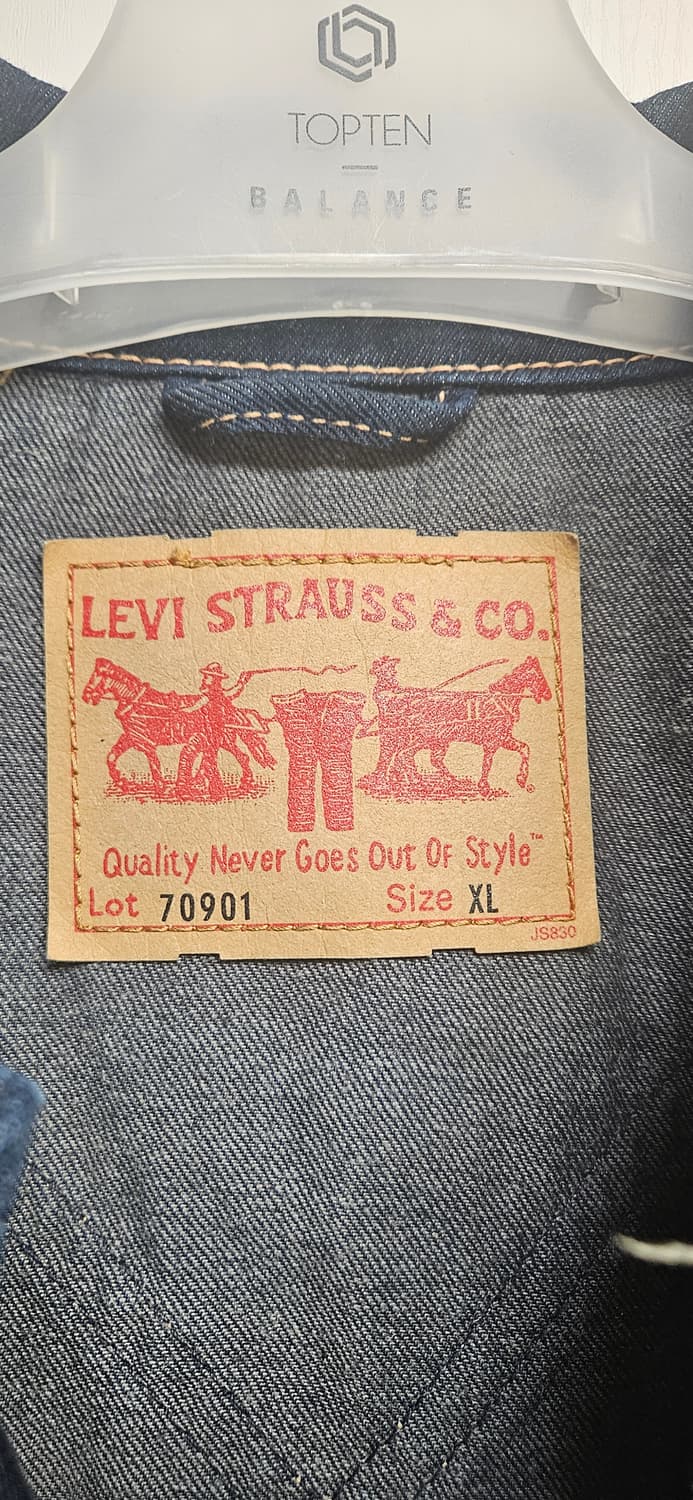 TOPTEN
BALANCE
LEVI STRAUSS & CO.
Quality Never Goes Out Of Style™
Lot 70901 Size XL
JS830